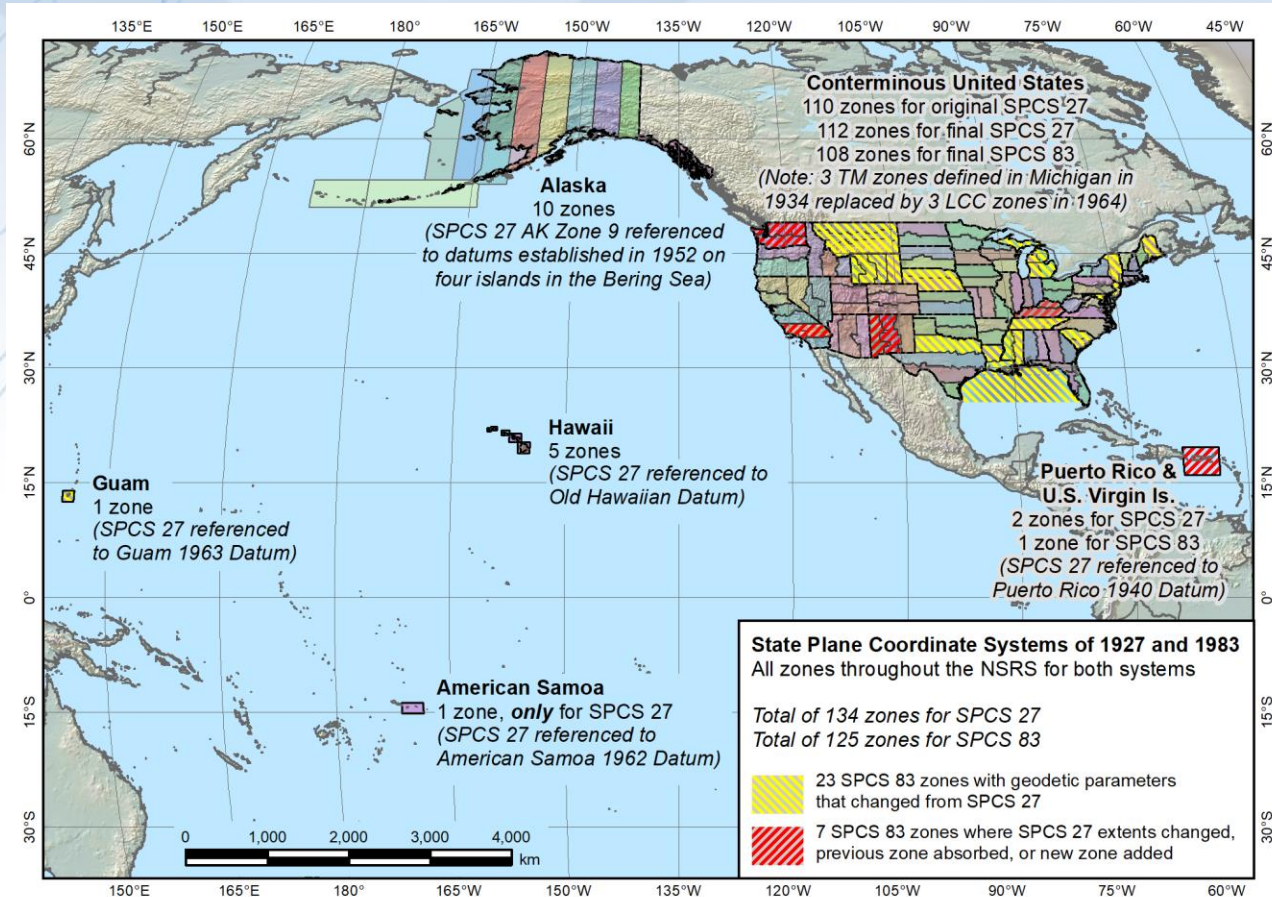 135°E 150°E 165°E 180° 165°W 150°W 135°W 120°W 105°W 90°W 75°W 60°W 45°W
Conterminous United States
110 zones for original SPCS 27
112 zones for final SPCS 27
108 zones for final SPCS 83
(Note: 3 TM zones defined in Michigan in
1934 replaced by 3 LCC zones in 1964)
60°N
60°N
Alaska
10 zones
(SPCS 27 AK Zone 9 referenced
to datums established in 1952 on
four islands in the Bering Sea)
45°N
45°N
30°N
30°N
Hawaii
5 zones
(SPCS 27 referenced to
Old Hawaiian Datum)
15°N
15°N
Guam
1 zone
(SPCS 27 referenced
to Guam 1963 Datum)
Puerto Rico &
U.S. Virgin Is.
2 zones for SPCS 27
1 zone for SPCS 83
(SPCS 27 referenced to
Puerto Rico 1940 Datum)
0°
0°
American Samoa
1 zone, only for SPCS 27
(SPCS 27 referenced to
American Samoa 1962 Datum)
15°S
15°S
State Plane Coordinate Systems of 1927 and 1983
All zones throughout the NSRS for both systems
Total of 134 zones for SPCS 27
Total of 125 zones for SPCS 83
23 SPCS 83 zones with geodetic parameters
that changed from SPCS 27
7 SPCS 83 zones where SPCS 27 extents changed,
previous zone absorbed, or new zone added
30°S
30°S
0 1,000 2,000 3,000 4,000
km
150°E 165°E 180° 165°W 150°W 135°W 120°W 105°W 90°W 75°W 60°W